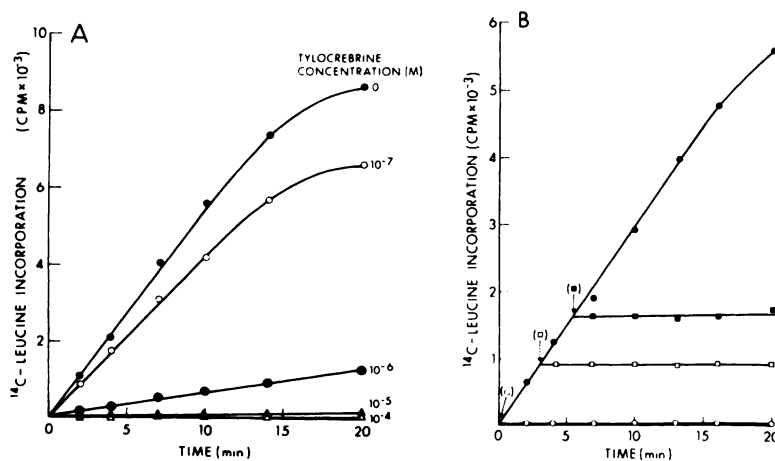 A
TYLOCREBRINE
CONCENTRATION (M)
0
10⁻⁷
10⁻⁶
10⁻⁵
10⁻⁴
¹⁴C-LEUCINE INCORPORATION (CPM×10⁻³)
10
8
6
4
2
0 5 10 15 20
TIME (min)
B
¹⁴C-LEUCINE INCORPORATION (CPM×10⁻³)
6
5
4
3
2
1
0 5 10 15 20
TIME (min)